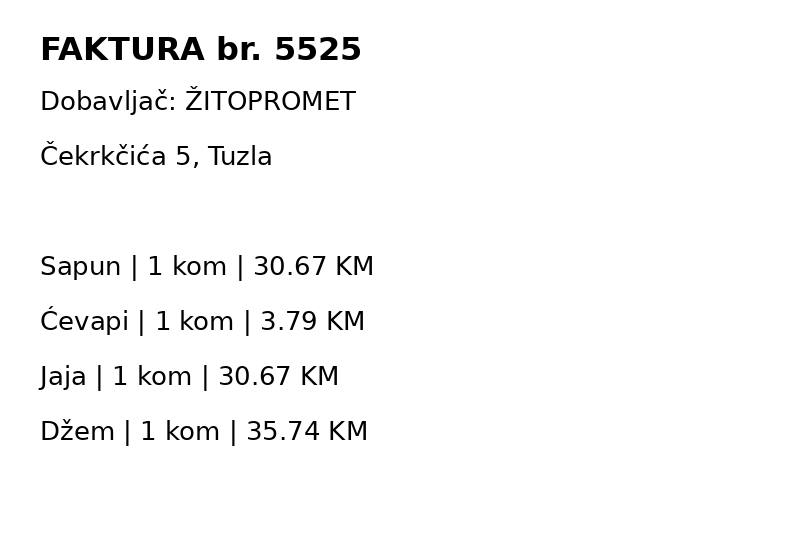 FAKTURA br. 5525
Dobavljač: ŽITOPROMET
Čekrkčića 5, Tuzla
Sapun | 1 kom | 30.67 KM
Ćevapi | 1 kom | 3.79 KM
Jaja | 1 kom | 30.67 KM
Džem | 1 kom | 35.74 KM